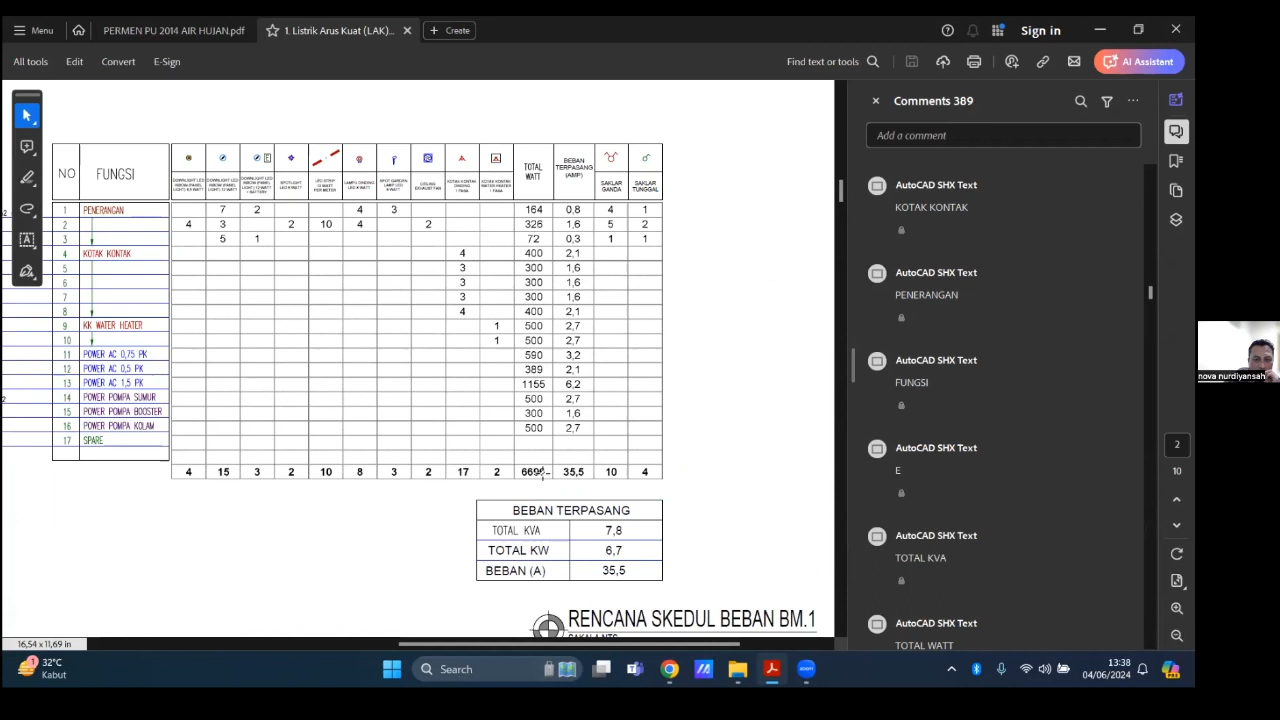 Menu
PERMEN PU 2014 AIR HUJAN.pdf
1. Listrik Arus Kuat (LAK)...
Create
Sign in
All tools
Edit
Convert
E-Sign
Find text or tools
AI Assistant
NO FUNGSI TOTAL WATT BEBAN TERPASANG (AMP) SAKLAR GANDA SAKLAR TUNGGAL
1 PENERANGAN 7 2 4 3 164 0,8 4 1
2 4 3 2 10 4 2 326 1,6 5 2
3 5 1 72 0,3 1 1
4 KOTAK KONTAK 4 400 2,1
5 3 300 1,6
6 3 300 1,6
7 3 300 1,6
8 4 400 2,1
9 KK WATER HEATER 1 500 2,7
10 1 500 2,7
11 POWER AC 0,75 PK 590 3,2
12 POWER AC 0,5 PK 389 2,1
13 POWER AC 1,5 PK 1155 6,2
14 POWER POMPA SUMUR 500 2,7
15 POWER POMPA BOOSTER 300 1,6
16 POWER POMPA KOLAM 500 2,7
17 SPARE
4 15 3 2 10 8 3 2 17 2 35,5 10 4
BEBAN TERPASANG
TOTAL KVA 7,8
TOTAL KW 6,7
BEBAN (A) 35,5
RENCANA SKEDUL BEBAN BM.1
16,54 x 11,69 in
Comments 389
Add a comment
AutoCAD SHX Text
KOTAK KONTAK
AutoCAD SHX Text
PENERANGAN
AutoCAD SHX Text
FUNGSI
AutoCAD SHX Text
E
AutoCAD SHX Text
TOTAL KVA
AutoCAD SHX Text
TOTAL WATT
2
10
nova nurdiyansah
32°C
Kabut
Search
13:38
04/06/2024